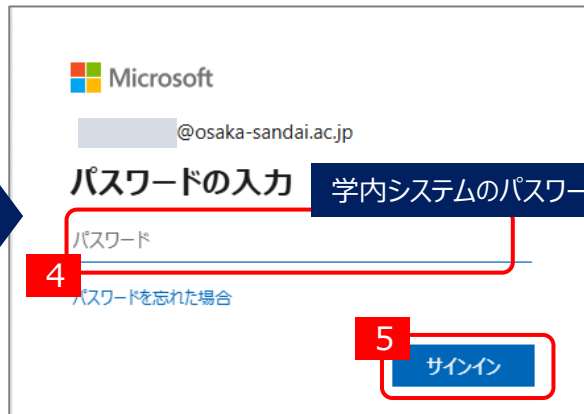 Microsoft
@osaka-sandai.ac.jp
パスワードの入力
学内システムのパスワー
パスワード
4
パスワードを忘れた場合
5
サインイン